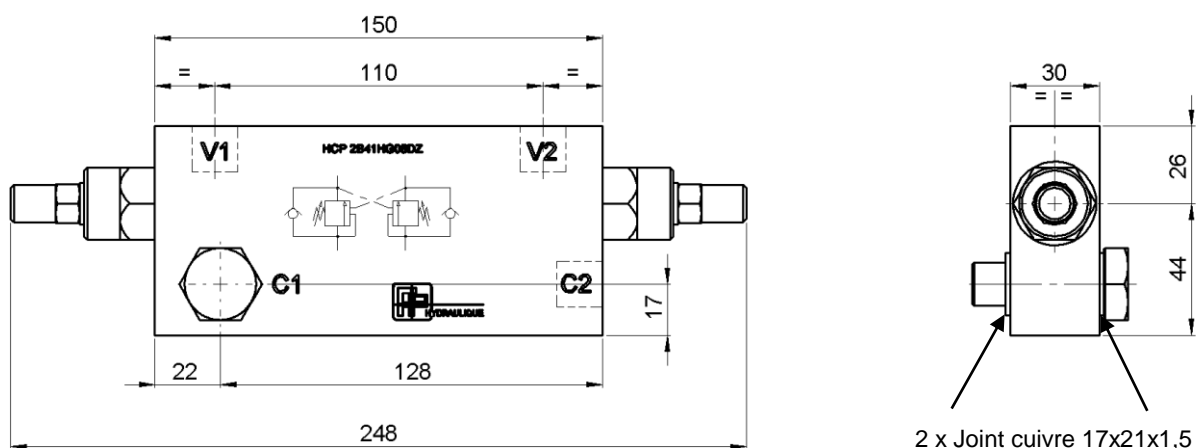 150
= 110 =
V1 HCP 2B41HG08DZ V2
C1 C2
HYDRAULIQUE
17
22 128
248
30
= =
26
44
2 x Joint cuivre 17x21x1,5